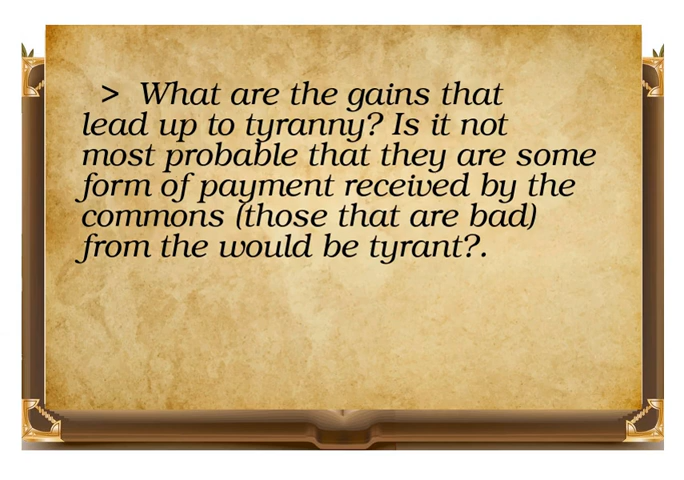 > What are the gains that
lead up to tyranny? Is it not
most probable that they are some
form of payment received by the
commons (those that are bad)
from the would be tyrant?.